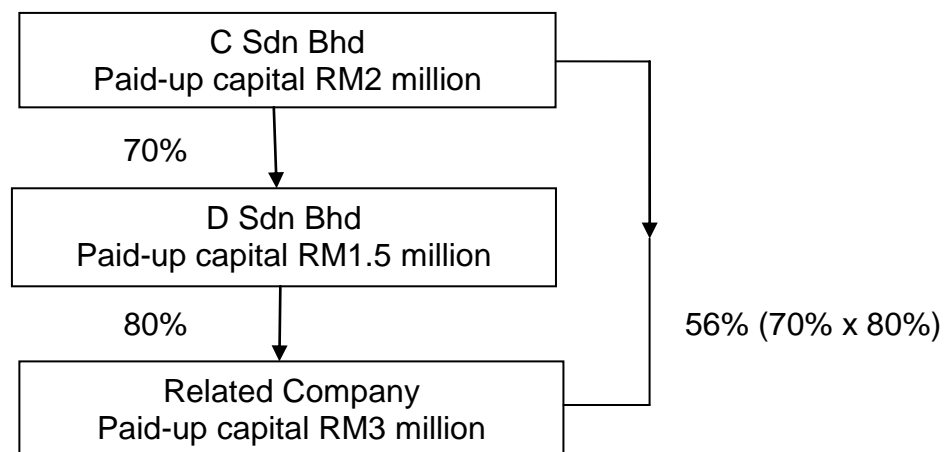 C Sdn Bhd
Paid-up capital RM2 million
70%
D Sdn Bhd
Paid-up capital RM1.5 million
80%
56% (70% x 80%)
Related Company
Paid-up capital RM3 million